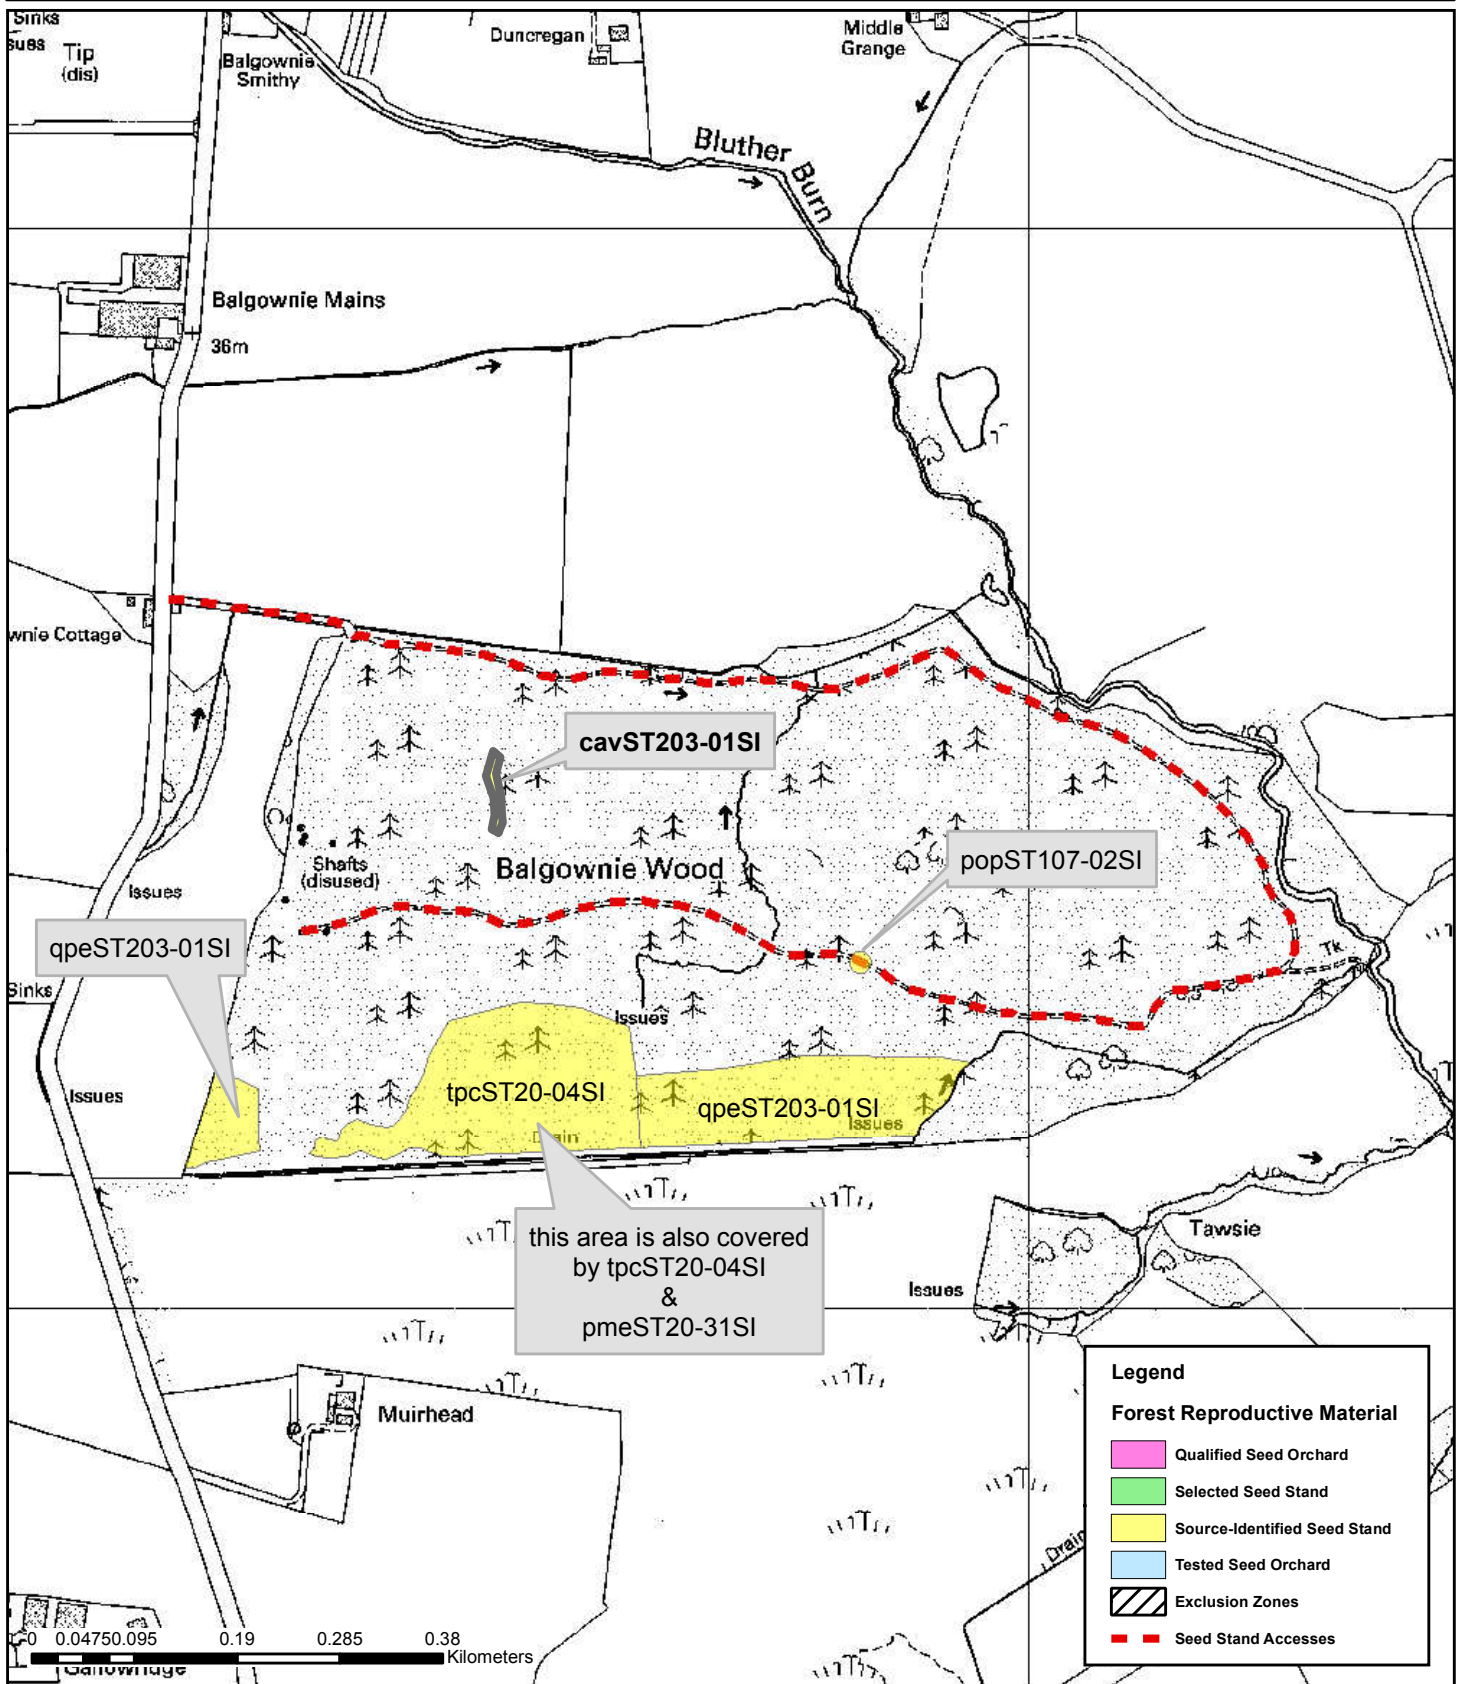 Sinks
sues
Tip
(dis)
Balgownie
Smithy
Duncregan
Middle
Grange
Bluther
Burn
Balgownie Mains
36m
wnie Cottage
cavST203-01SI
Shafts
(disused)
Balgownie Wood
popST107-02SI
Issues
qpeST203-01SI
Tk
Sinks
Issues
Issues
tpcST20-04SI
qpeST203-01SI
Issues
Drain
this area is also covered
by tpcST20-04SI
&
pmeST20-31SI
Tawsie
Issues
Muirhead
Drain
Legend
Forest Reproductive Material
Qualified Seed Orchard
Selected Seed Stand
Source-Identified Seed Stand
Tested Seed Orchard
Exclusion Zones
Seed Stand Accesses
0 0.0475 0.095 0.19 0.285 0.38
Kilometers